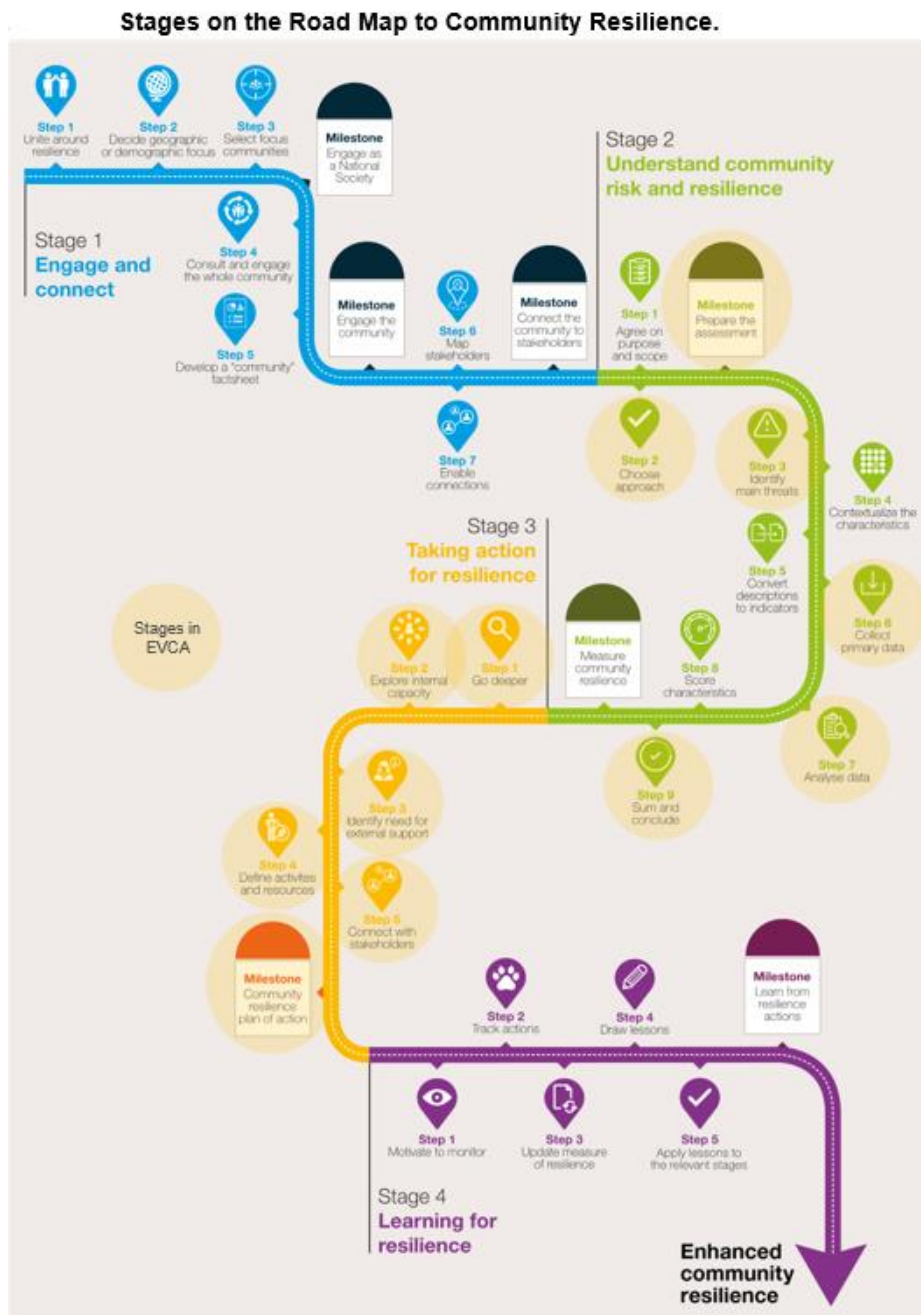 Stages on the Road Map to Community Resilience.
Step 1
Unite around
resilience
Step 2
Decide geographic
or demographic focus
Step 3
Select focus
communities
Milestone
Engage as
a National
Society
Stage 1
Engage and
connect
Step 4
Consult and engage
the whole community
Step 5
Develop a "community"
factsheet
Milestone
Engage the
community
Step 6
Map
stakeholders
Step 7
Enable
connections
Milestone
Connect the
community to
stakeholders
Stage 2
Understand community
risk and resilience
Step 1
Agree on
purpose
and scope
Milestone
Prepare the
assessment
Step 2
Choose
approach
Step 3
Identify
main threats
Step 4
Contextualize the
characteristics
Step 5
Convert
descriptions
to indicators
Step 6
Collect
primary data
Step 7
Analyse data
Step 8
Score
characteristics
Step 9
Sum and
conclude
Milestone
Measure
community
resilience
Stages in
EVCA
Stage 3
Taking action
for resilience
Step 1
Go deeper
Step 2
Explore internal
capacity
Step 3
Identify need for
external support
Step 4
Define activites
and resources
Step 5
Connect with
stakeholders
Milestone
Community
resilience
plan of action
Stage 4
Learning for
resilience
Step 1
Motivate to monitor
Step 2
Track actions
Step 3
Update measure
of resilience
Step 4
Draw lessons
Step 5
Apply lessons to
the relevant stages
Milestone
Learn from
resilience
actions
Enhanced
community
resilience